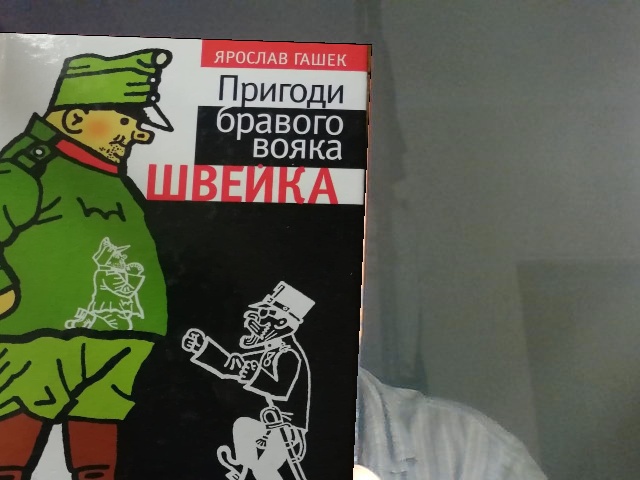 ЯРОСЛАВ ГАШЕК
Пригоди
бравого
вояка
ШВЕЙКА